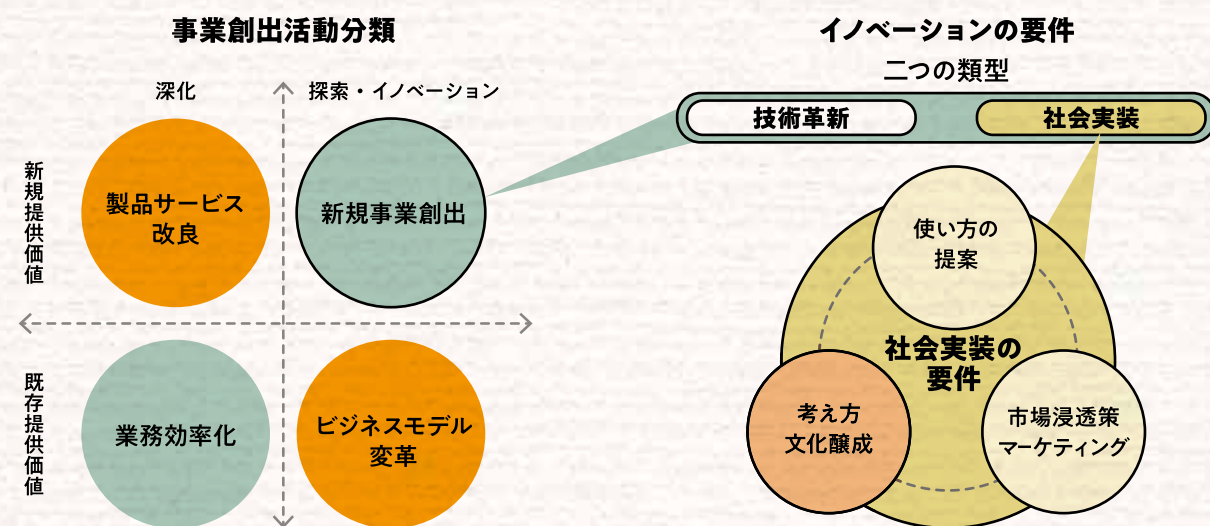 事業創出活動分類
深化
探索・イノベーション
新規提供価値
製品サービス
改良
新規事業創出
既存提供価値
業務効率化
ビジネスモデル
変革
イノベーションの要件
二つの類型
技術革新
社会実装
使い方の
提案
社会実装の
要件
考え方
文化醸成
市場浸透策
マーケティング